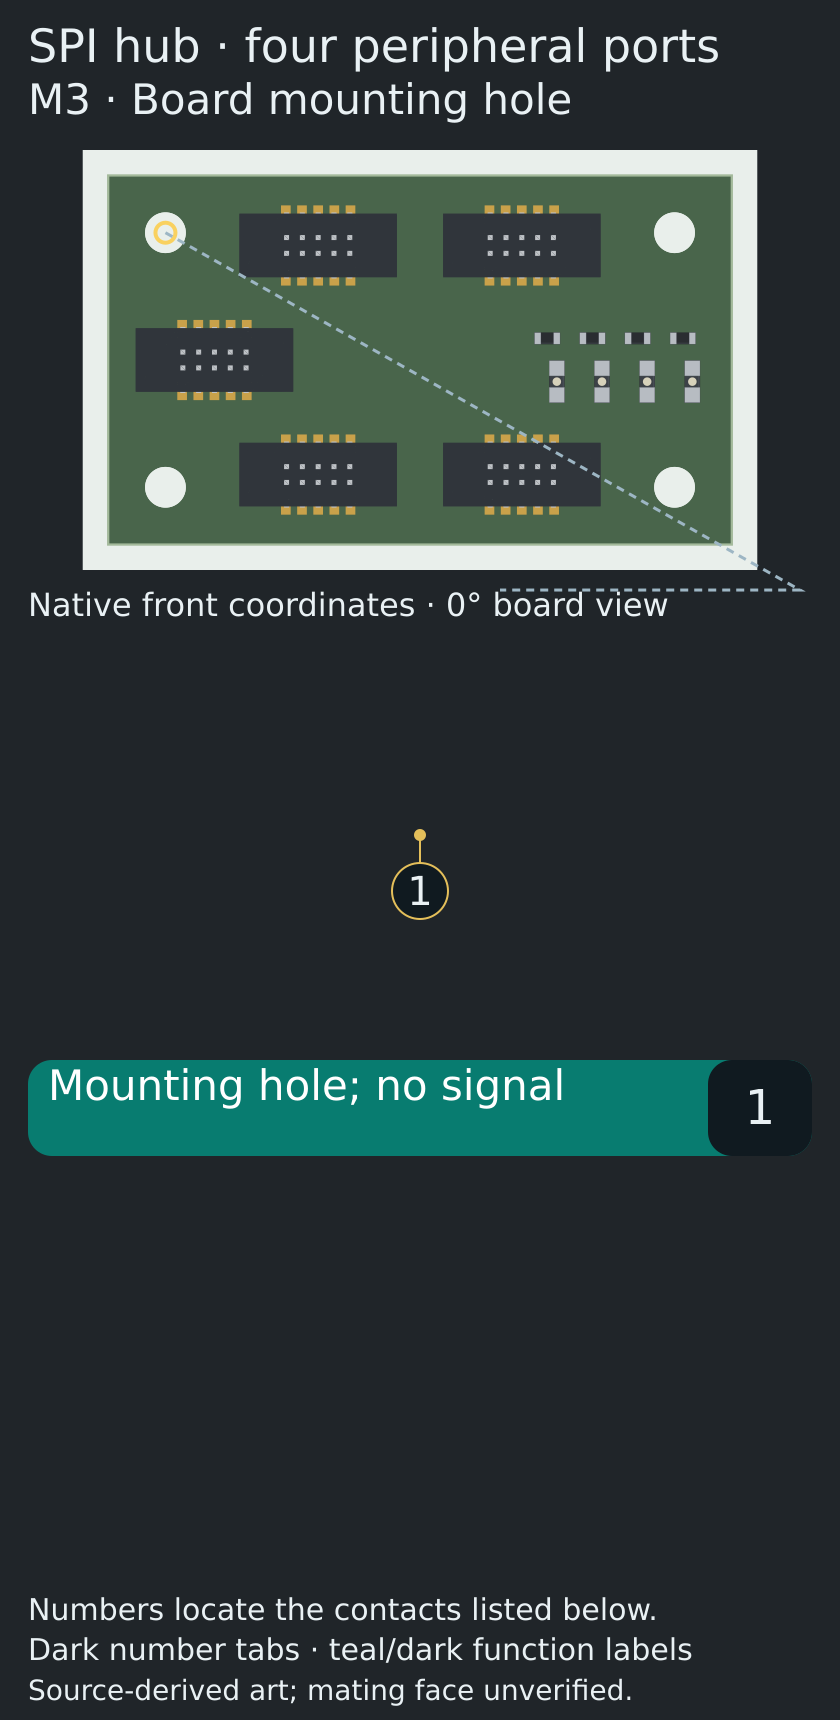 SPI hub · four peripheral ports
M3 · Board mounting hole
Native front coordinates · 0° board view
1
Mounting hole; no signal
1
Numbers locate the contacts listed below.
Dark number tabs · teal/dark function labels
Source-derived art; mating face unverified.